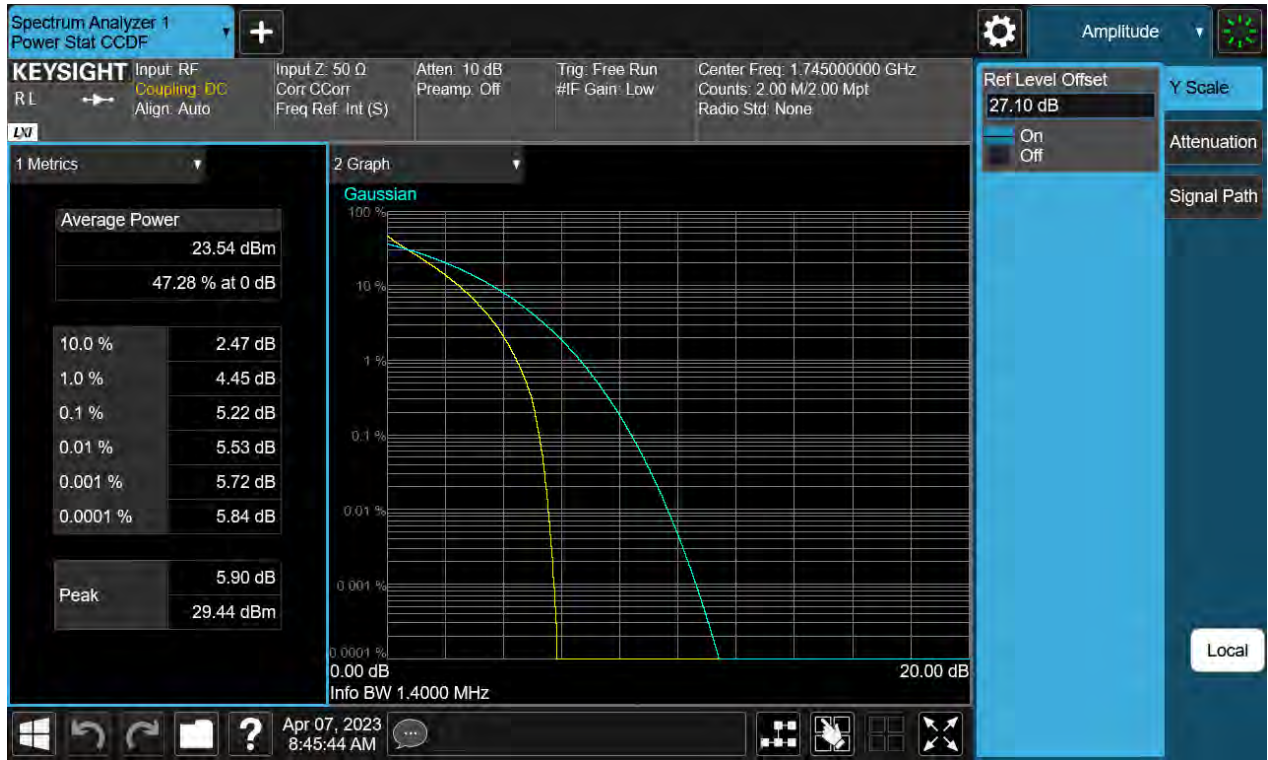 Spectrum Analyzer 1
Power Stat CCDF
Amplitude
KEYSIGHT
R L
LXI
Input: RF
Coupling: DC
Align: Auto
Input Z: 50 Ω
Corr CCorr
Freq Ref: Int (S)
Atten: 10 dB
Preamp: Off
Trig: Free Run
#IF Gain: Low
Center Freq: 1.745000000 GHz
Counts: 2.00 M/2.00 Mpt
Radio Std: None
Ref Level Offset
27.10 dB
On
Off
Y Scale
Attenuation
Signal Path
1 Metrics
Average Power
23.54 dBm
47.28 % at 0 dB
10.0 % 2.47 dB
1.0 % 4.45 dB
0.1 % 5.22 dB
0.01 % 5.53 dB
0.001 % 5.72 dB
0.0001 % 5.84 dB
Peak 5.90 dB
29.44 dBm
2 Graph
Gaussian
100 %
10 %
1 %
0.1 %
0.01 %
0.001 %
0.0001 %
0.00 dB 20.00 dB
Info BW 1.4000 MHz
Local
?
Apr 07, 2023
8:45:44 AM